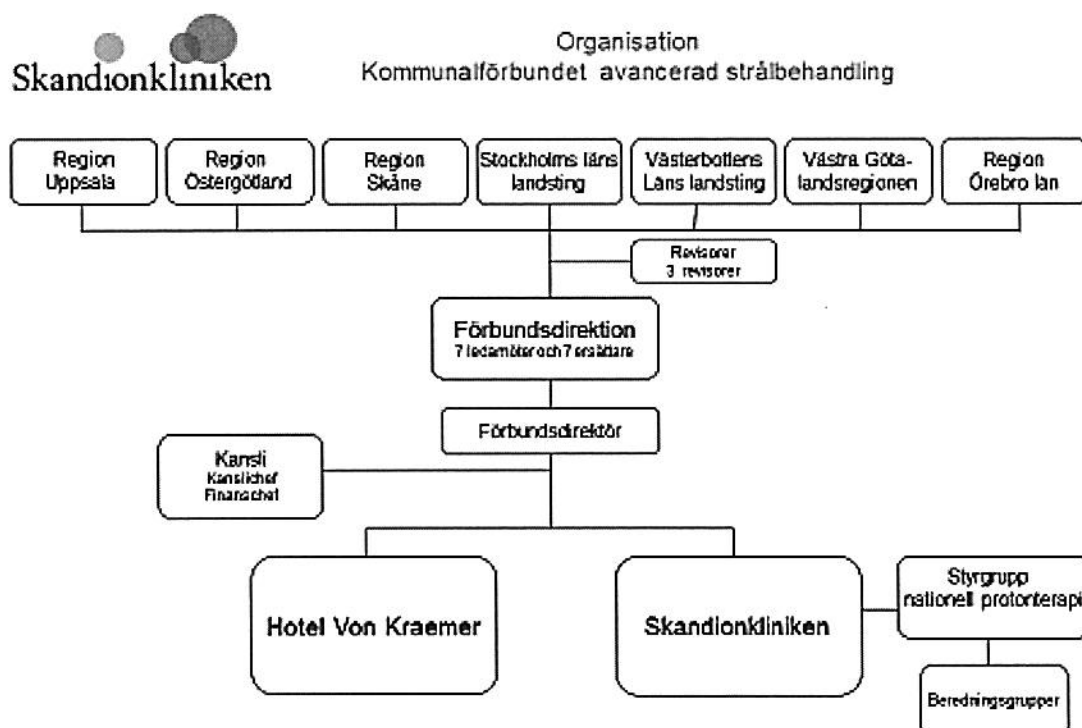 Skandionkliniken
Organisation
Kommunalförbundet avancerad strålbehandling
Region
Uppsala
Region
Östergötland
Region
Skåne
Stockholms läns
landsting
Västerbottens
Läns landsting
Västra Göta-
landsregionen
Region
Örebro län
Revisorer
3 revisorer
Förbundsdirektion
7 ledamöter och 7 ersättare
Förbundsdirektör
Kansli
Kanslichef
Finanschef
Hotel Von Kraemer
Skandionkliniken
Styrgrupp
nationell protonterapi
Beredningsgrupper